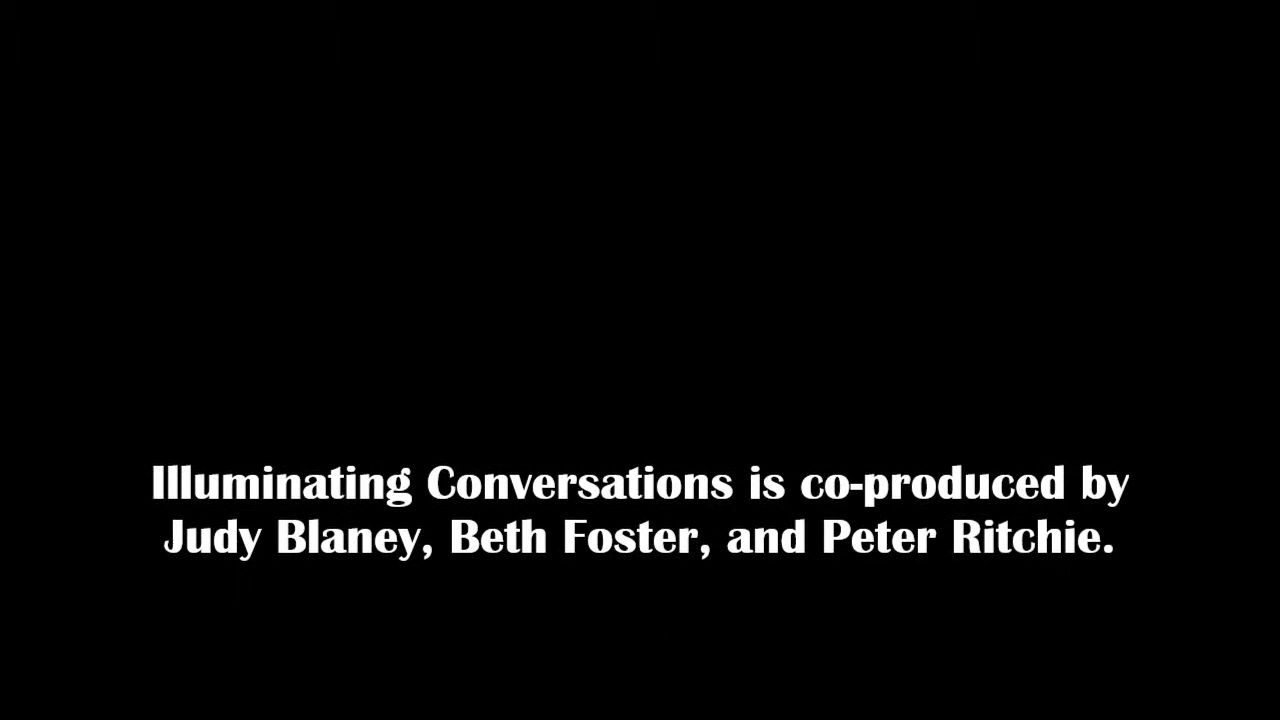 Illuminating Conversations is co-produced by
Judy Blaney, Beth Foster, and Peter Ritchie.